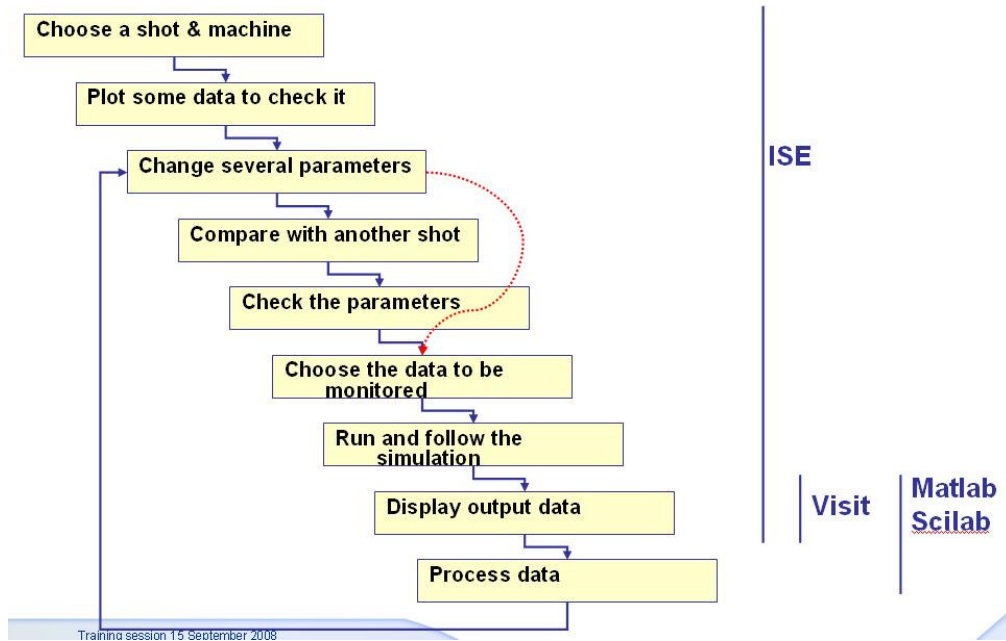 Choose a shot & machine
Plot some data to check it
Change several parameters
Compare with another shot
Check the parameters
Choose the data to be
monitored
Run and follow the
simulation
Display output data
Process data
ISE
Visit
Matlab
Scilab
Training session 15 September 2008